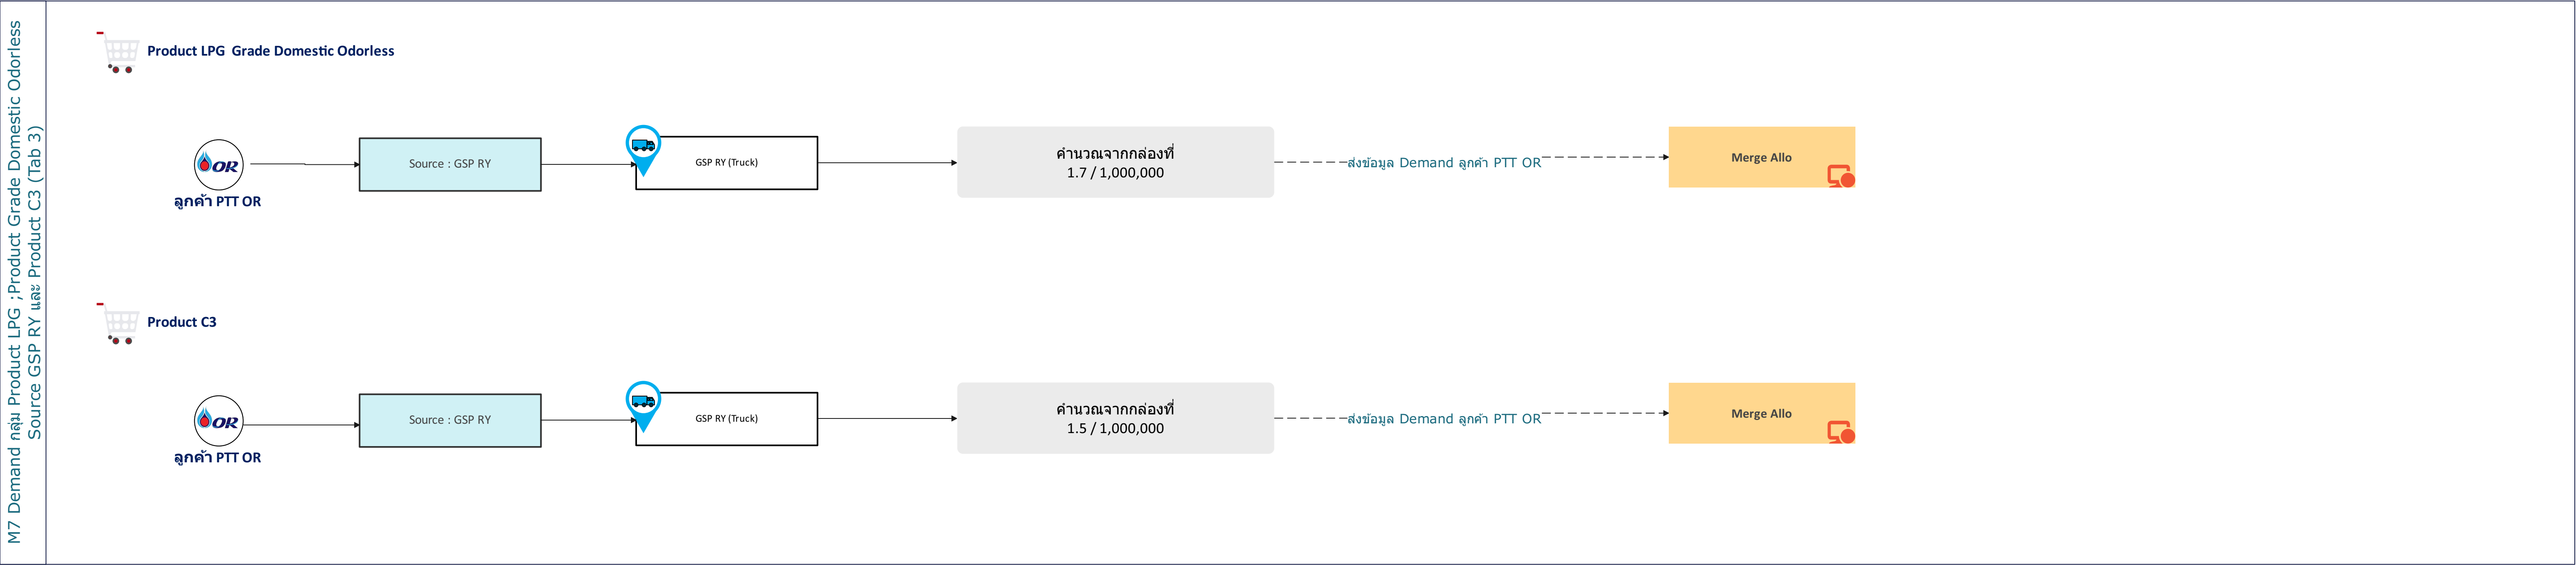 M7 Demand กลุ่ม Product LPG ;Product Grade Domestic Odorless
Source GSP RY และ Product C3 (Tab 3)
Product LPG  Grade Domestic Odorless
OR
ลูกค้า PTT OR
Source : GSP RY
GSP RY (Truck)
คำนวณจากกล่องที่
1.7 / 1,000,000
ส่งข้อมูล Demand ลูกค้า PTT OR
Merge Allo
Product C3
OR
ลูกค้า PTT OR
Source : GSP RY
GSP RY (Truck)
คำนวณจากกล่องที่
1.5 / 1,000,000
ส่งข้อมูล Demand ลูกค้า PTT OR
Merge Allo